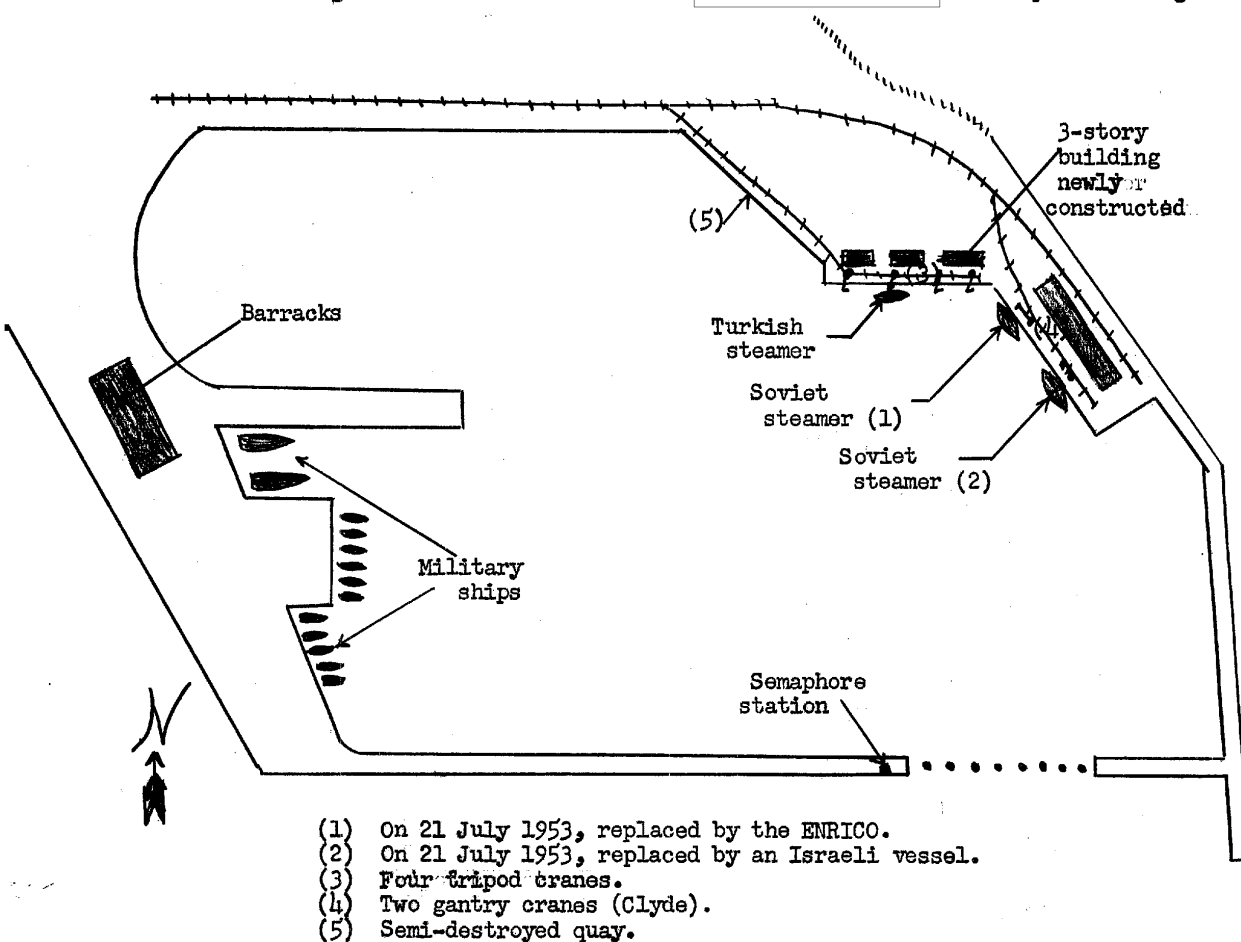 3-story
building
newly
constructed
(5)
(3)
(4)
Barracks
Turkish
steamer
Soviet
steamer (1)
Soviet
steamer (2)
Military
ships
Semaphore
station
N
(1) On 21 July 1953, replaced by the ENRICO.
(2) On 21 July 1953, replaced by an Israeli vessel.
(3) Four tripod cranes.
(4) Two gantry cranes (Clyde).
(5) Semi-destroyed quay.